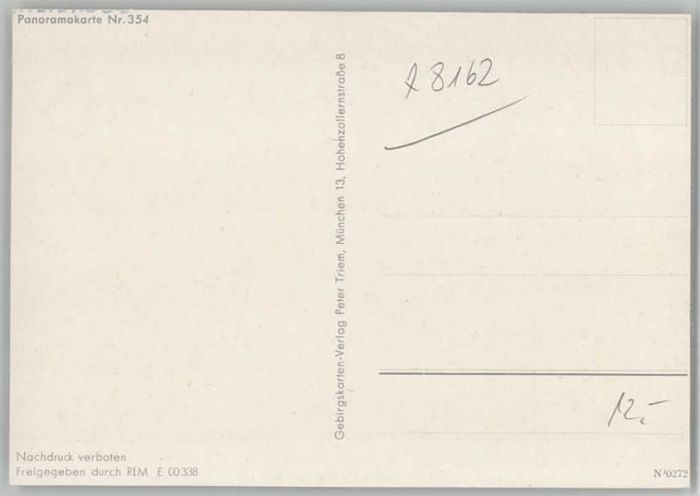 Panoramakarte Nr. 354
Gebirgskarten-Verlag Peter Triem, München 13, Hohenzollernstraße 8
8162
12,-
Nachdruck verboten
Freigegeben durch RLM. E 00338
N/0272